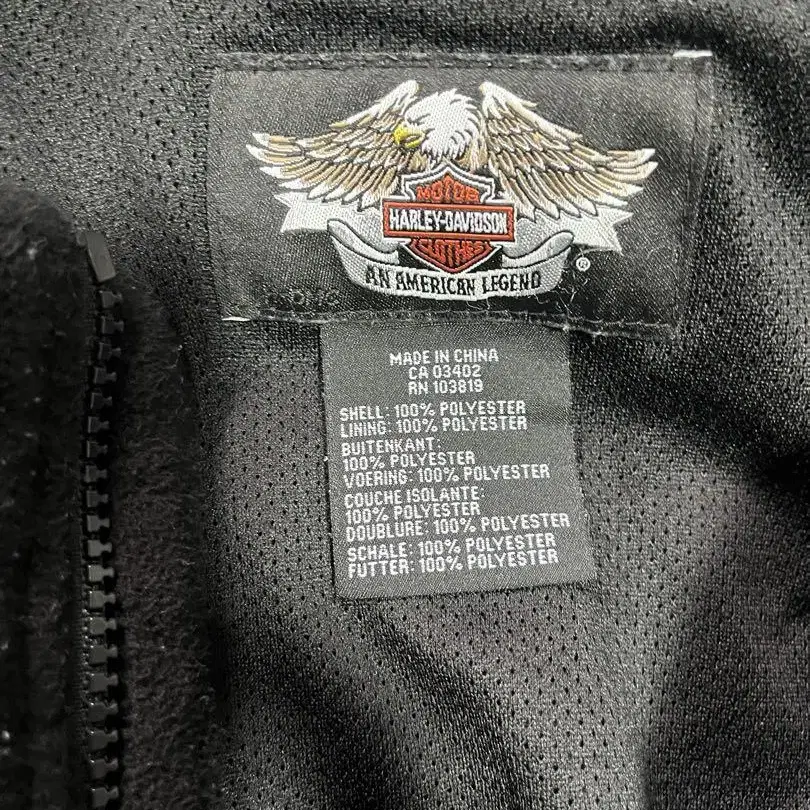 MOTOR
HARLEY-DAVIDSON
CLOTHES
AN AMERICAN LEGEND
®
MADE IN CHINA
CA 03402
RN 103819
SHELL: 100% POLYESTER
LINING: 100% POLYESTER
BUITENKANT:
100% POLYESTER
VOERING: 100% POLYESTER
COUCHE ISOLANTE:
100% POLYESTER
DOUBLURE: 100% POLYESTER
SCHALE: 100% POLYESTER
FUTTER: 100% POLYESTER